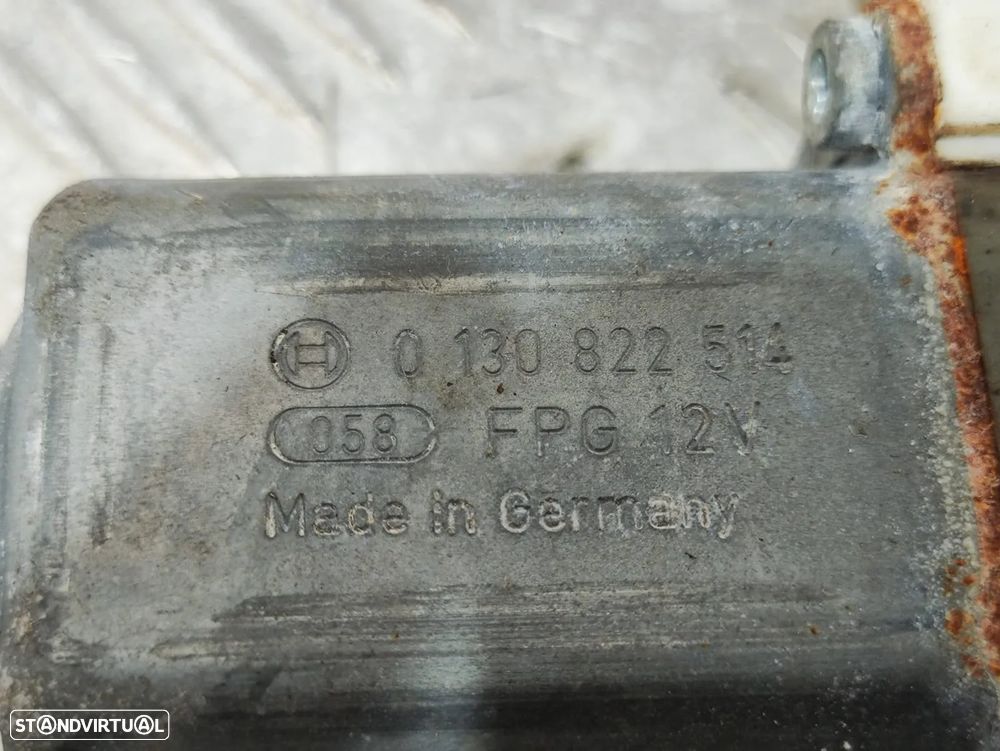 0 130 822 514
058 FPG 12V
Made in Germany
STANDVIRTUAL